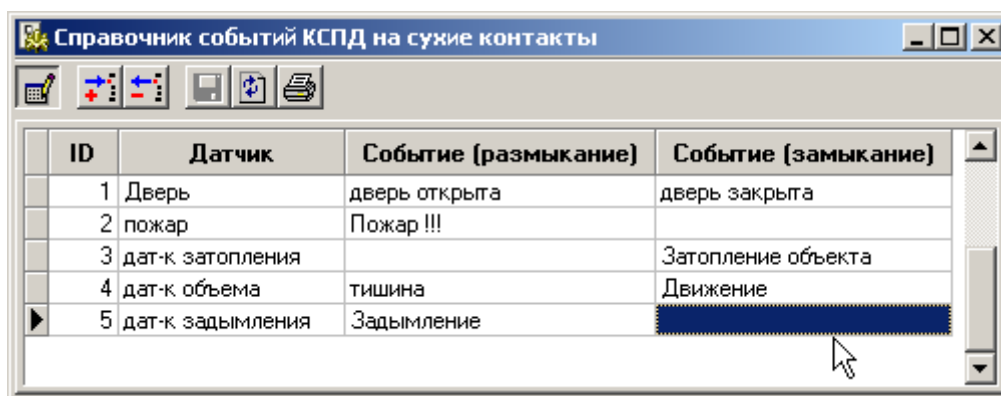 Справочник событий КСПД на сухие контакты
ID Датчик Событие (размыкание) Событие (замыкание)
1 Дверь дверь открыта дверь закрыта
2 пожар Пожар !!!
3 дат-к затопления Затопление объекта
4 дат-к объема тишина Движение
5 дат-к задымления Задымление